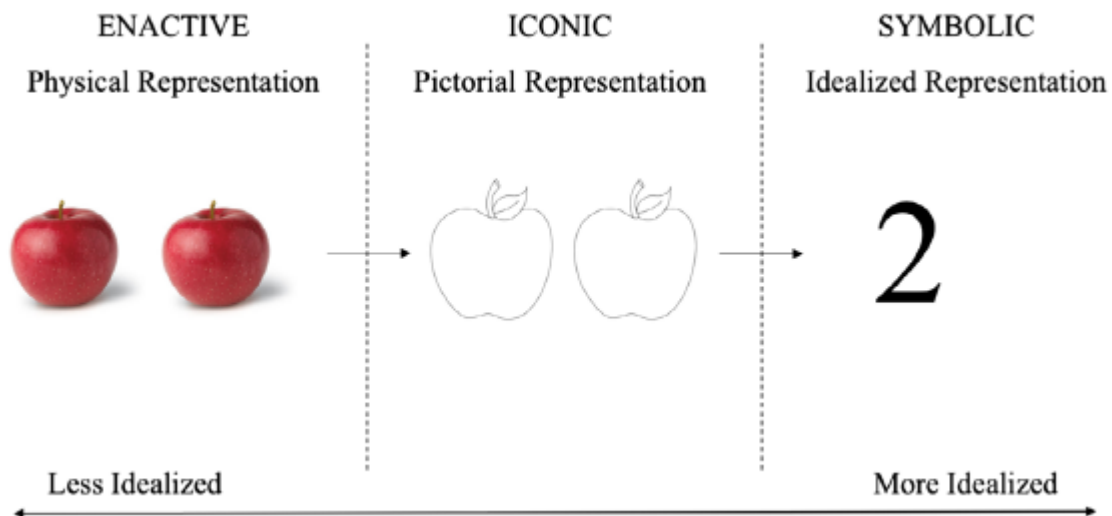 ENACTIVE
ICONIC
SYMBOLIC
Physical Representation
Pictorial Representation
Idealized Representation
2
Less Idealized
More Idealized